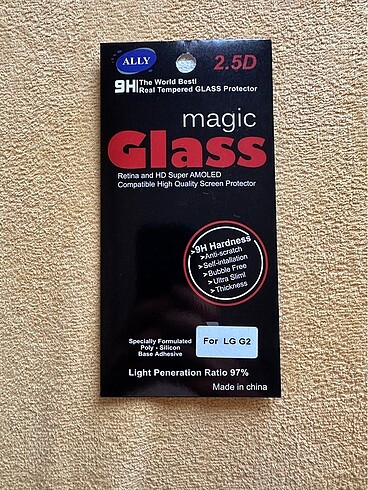 ALLY
2.5D
9H
The World Best!
Real Tempered GLASS Protector
magic
Glass
Retina and HD Super AMOLED
Compatible High Quality Screen Protector
>9H Hardness
>Anti-scratch
>Self-intallation
>Bubble Free
>Ultra Slim!
>Thickness
Specially Formulated
Poly - Silicon
Base Adhesive
For LG G2
Light Peneration Ratio 97%
Made in china